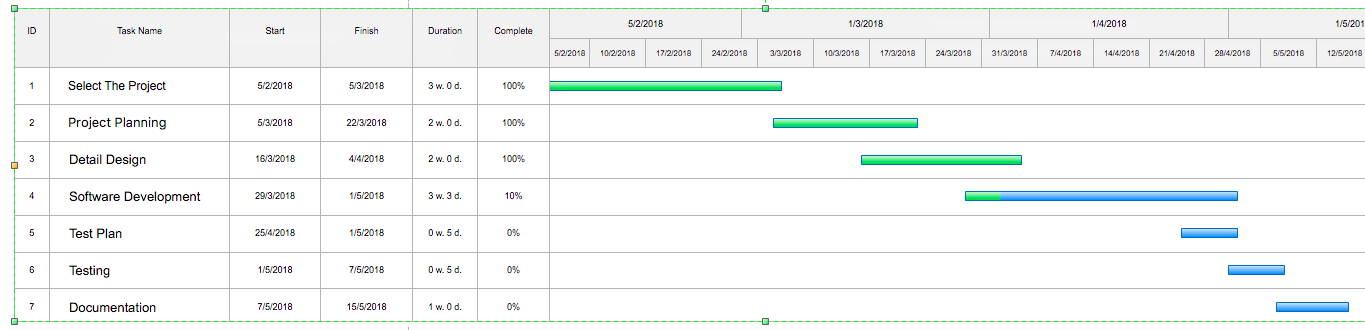 ID Task Name Start Finish Duration Complete 5/2/2018 1/3/2018 1/4/2018 1/5/201
5/2/2018 10/2/2018 17/2/2018 24/2/2018 3/3/2018 10/3/2018 17/3/2018 24/3/2018 31/3/2018 7/4/2018 14/4/2018 21/4/2018 28/4/2018 5/5/2018 12/5/2018
1 Select The Project 5/2/2018 5/3/2018 3 w. 0 d. 100%
2 Project Planning 5/3/2018 22/3/2018 2 w. 0 d. 100%
3 Detail Design 16/3/2018 4/4/2018 2 w. 0 d. 100%
4 Software Development 29/3/2018 1/5/2018 3 w. 3 d. 10%
5 Test Plan 25/4/2018 1/5/2018 0 w. 5 d. 0%
6 Testing 1/5/2018 7/5/2018 0 w. 5 d. 0%
7 Documentation 7/5/2018 15/5/2018 1 w. 0 d. 0%